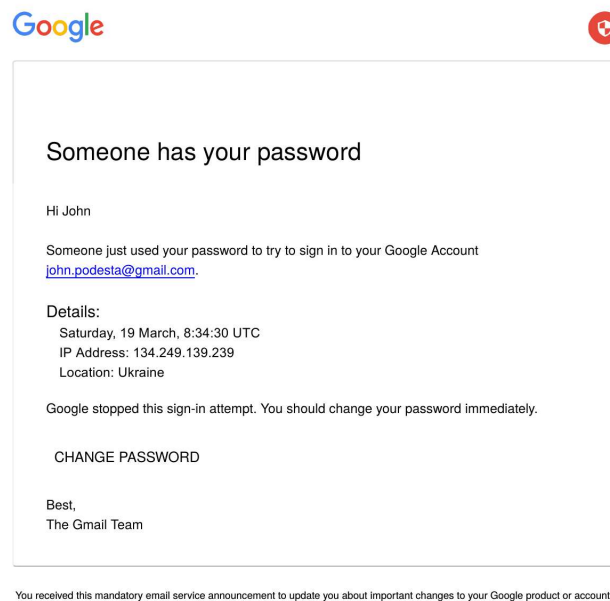 Google
Someone has your password
Hi John
Someone just used your password to try to sign in to your Google Account
john.podesta@gmail.com.
Details:
Saturday, 19 March, 8:34:30 UTC
IP Address: 134.249.139.239
Location: Ukraine
Google stopped this sign-in attempt. You should change your password immediately.
CHANGE PASSWORD
Best,
The Gmail Team
You received this mandatory email service announcement to update you about important changes to your Google product or account